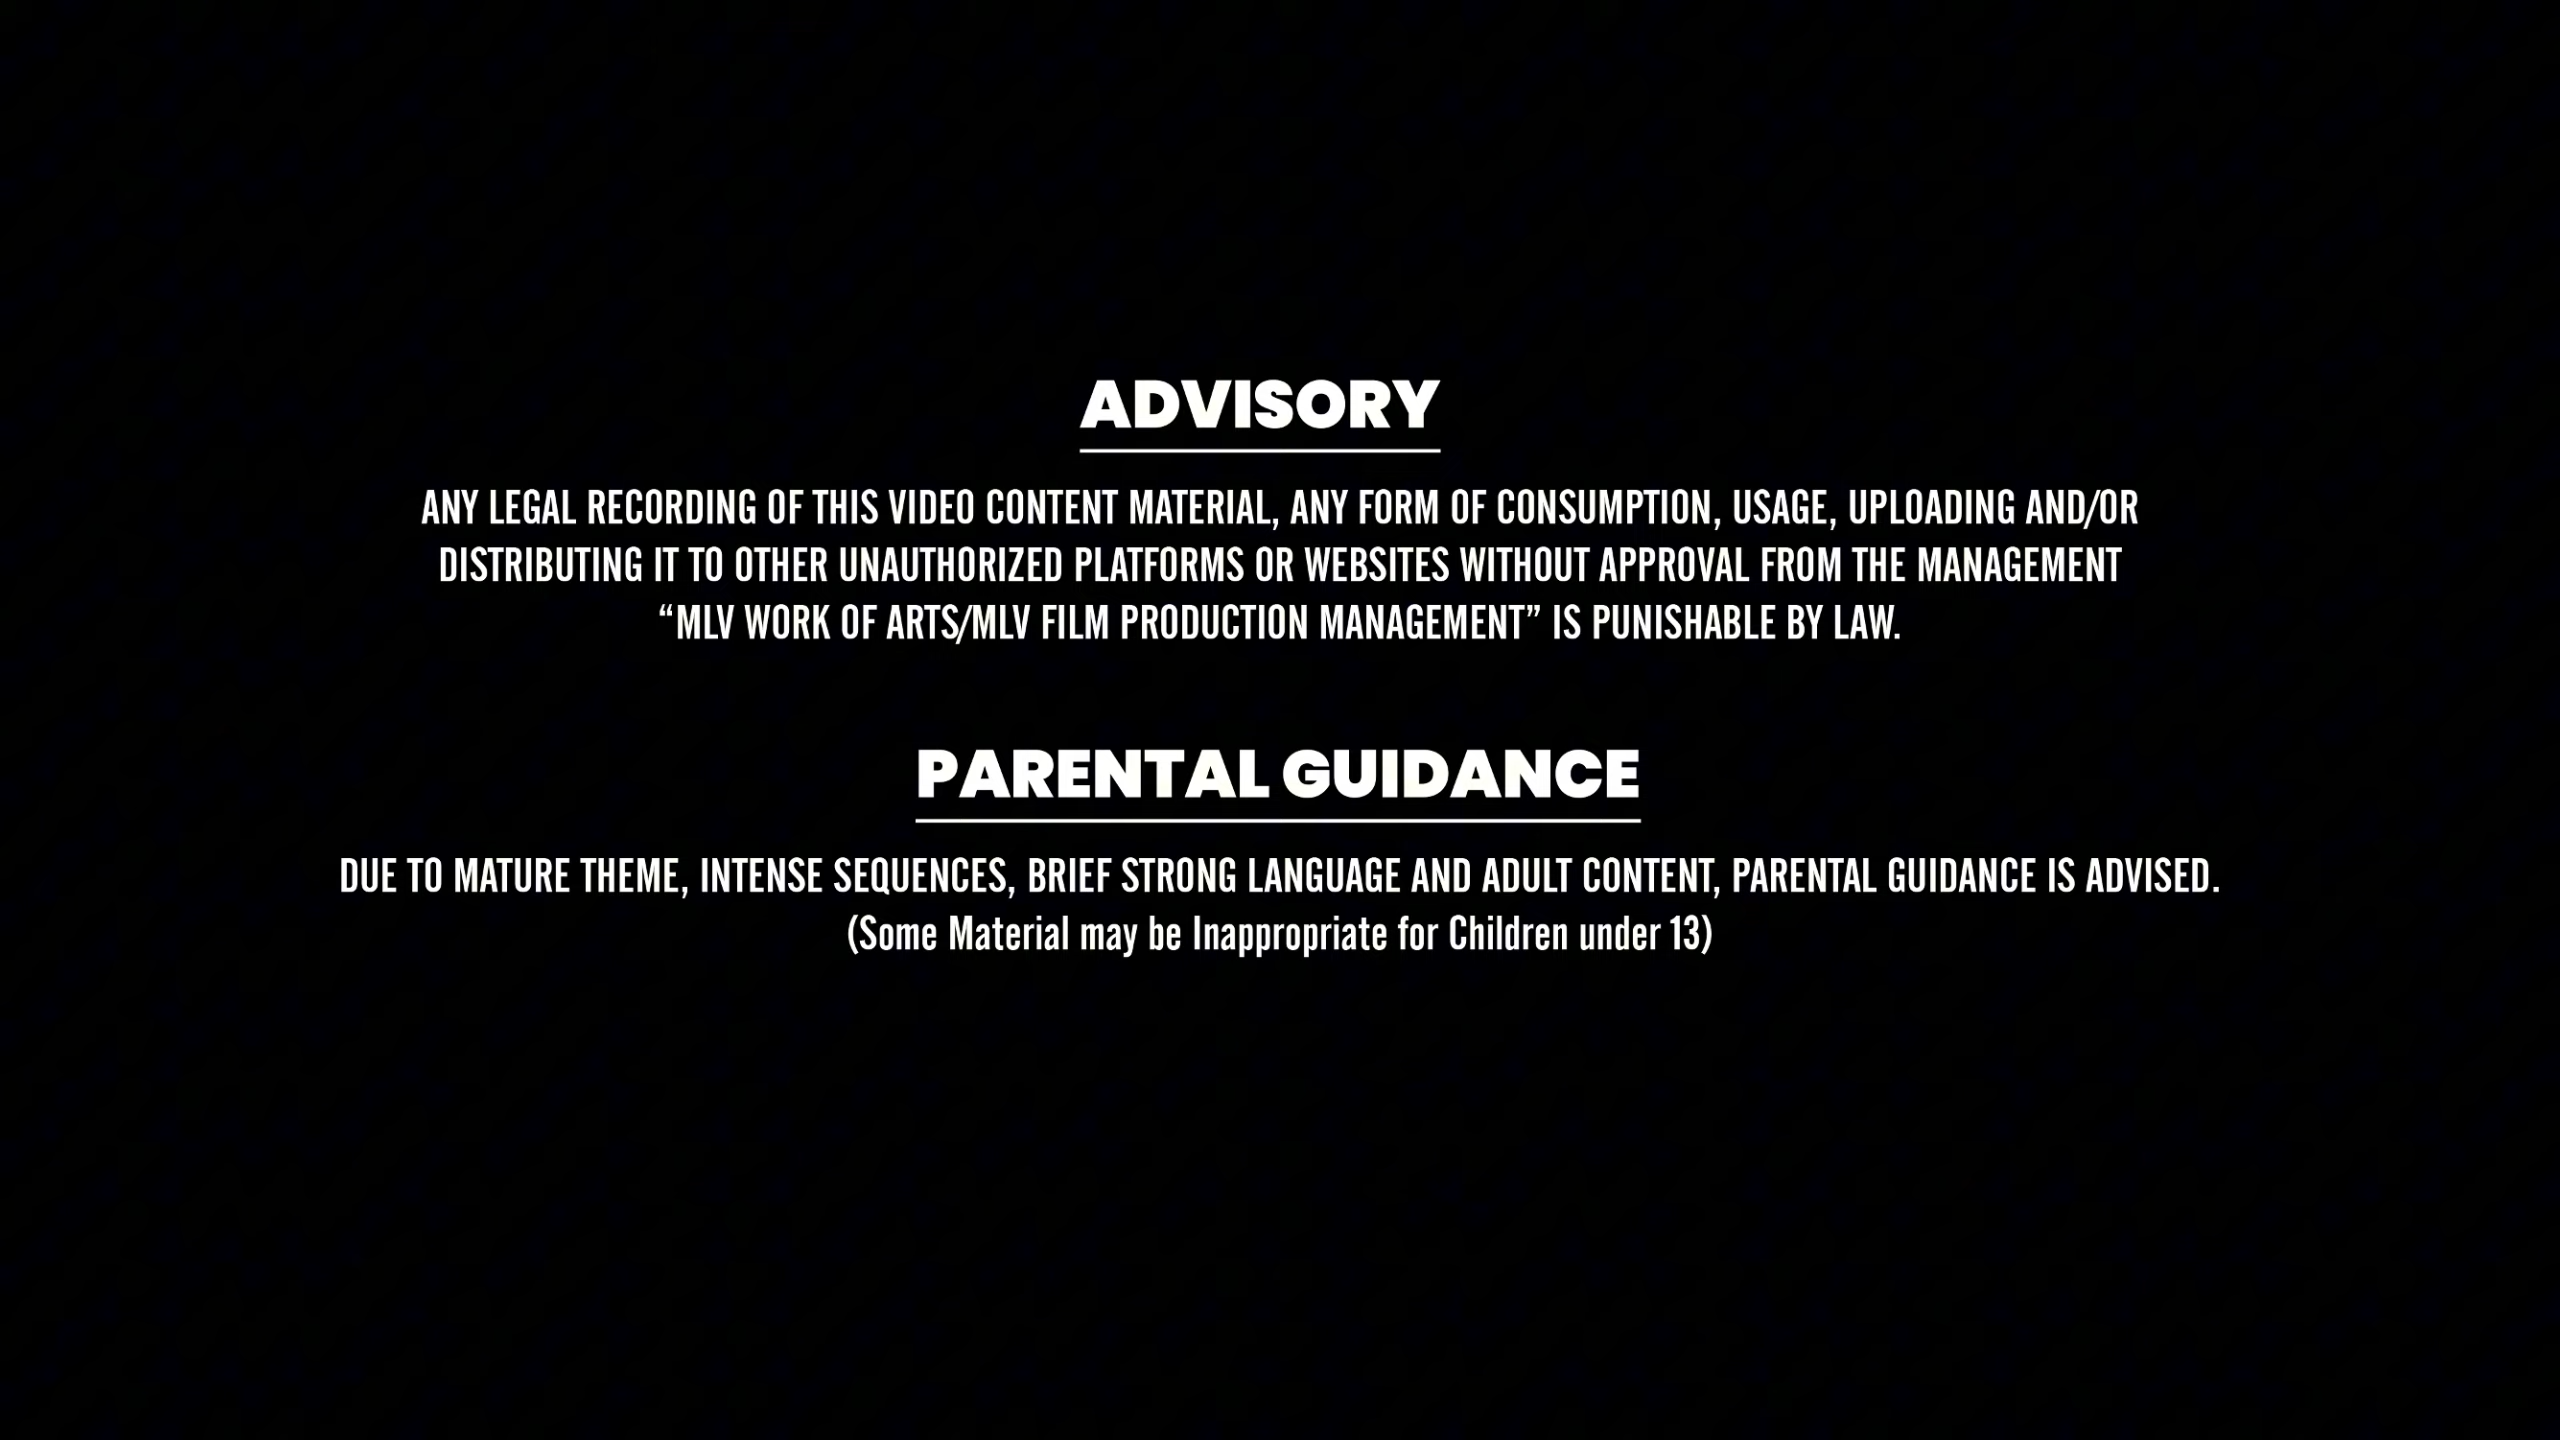 ADVISORY
ANY LEGAL RECORDING OF THIS VIDEO CONTENT MATERIAL, ANY FORM OF CONSUMPTION, USAGE, UPLOADING AND/OR
DISTRIBUTING IT TO OTHER UNAUTHORIZED PLATFORMS OR WEBSITES WITHOUT APPROVAL FROM THE MANAGEMENT
“MLV WORK OF ARTS/MLV FILM PRODUCTION MANAGEMENT” IS PUNISHABLE BY LAW.
PARENTAL GUIDANCE
DUE TO MATURE THEME, INTENSE SEQUENCES, BRIEF STRONG LANGUAGE AND ADULT CONTENT, PARENTAL GUIDANCE IS ADVISED.
(Some Material may be Inappropriate for Children under 13)